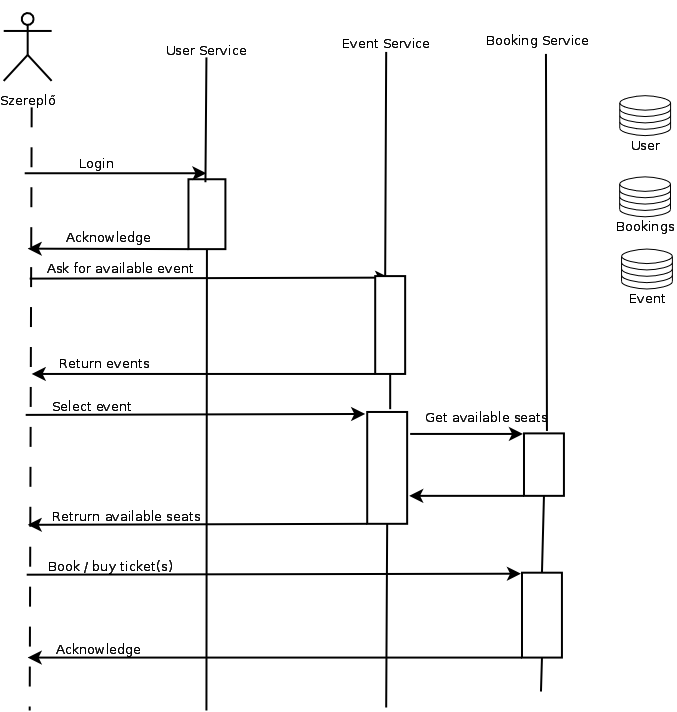 Szereplő
User Service
Event Service
Booking Service
User
Bookings
Event
Login
Acknowledge
Ask for available event
Return events
Select event
Get available seats
Retrurn available seats
Book / buy ticket(s)
Acknowledge